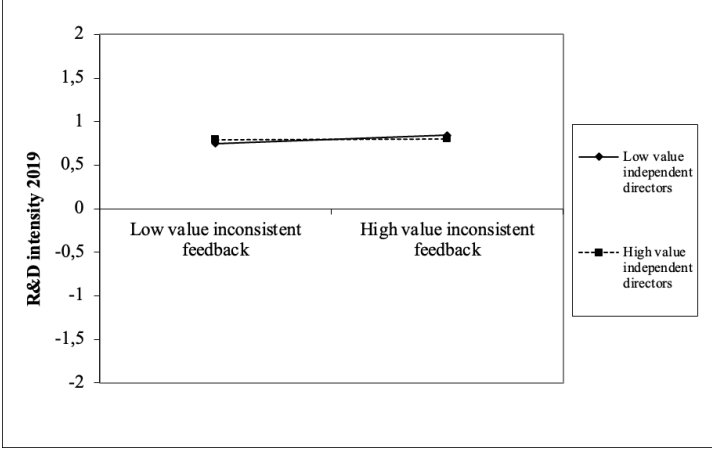 2
1,5
1
0,5
0
-0,5
-1
-1,5
-2
R&D intensity 2019
Low value inconsistent
feedback
High value inconsistent
feedback
Low value
independent
directors
High value
independent
directors